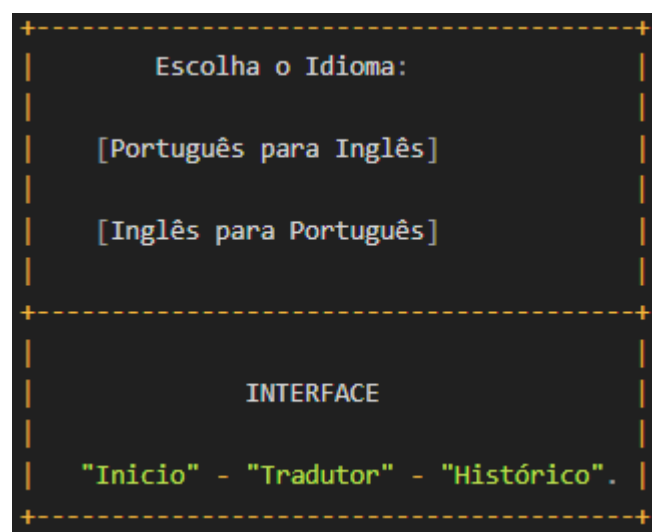 Escolha o Idioma:
[Português para Inglês]
[Inglês para Português]
INTERFACE
"Inicio" - "Tradutor" - "Histórico".